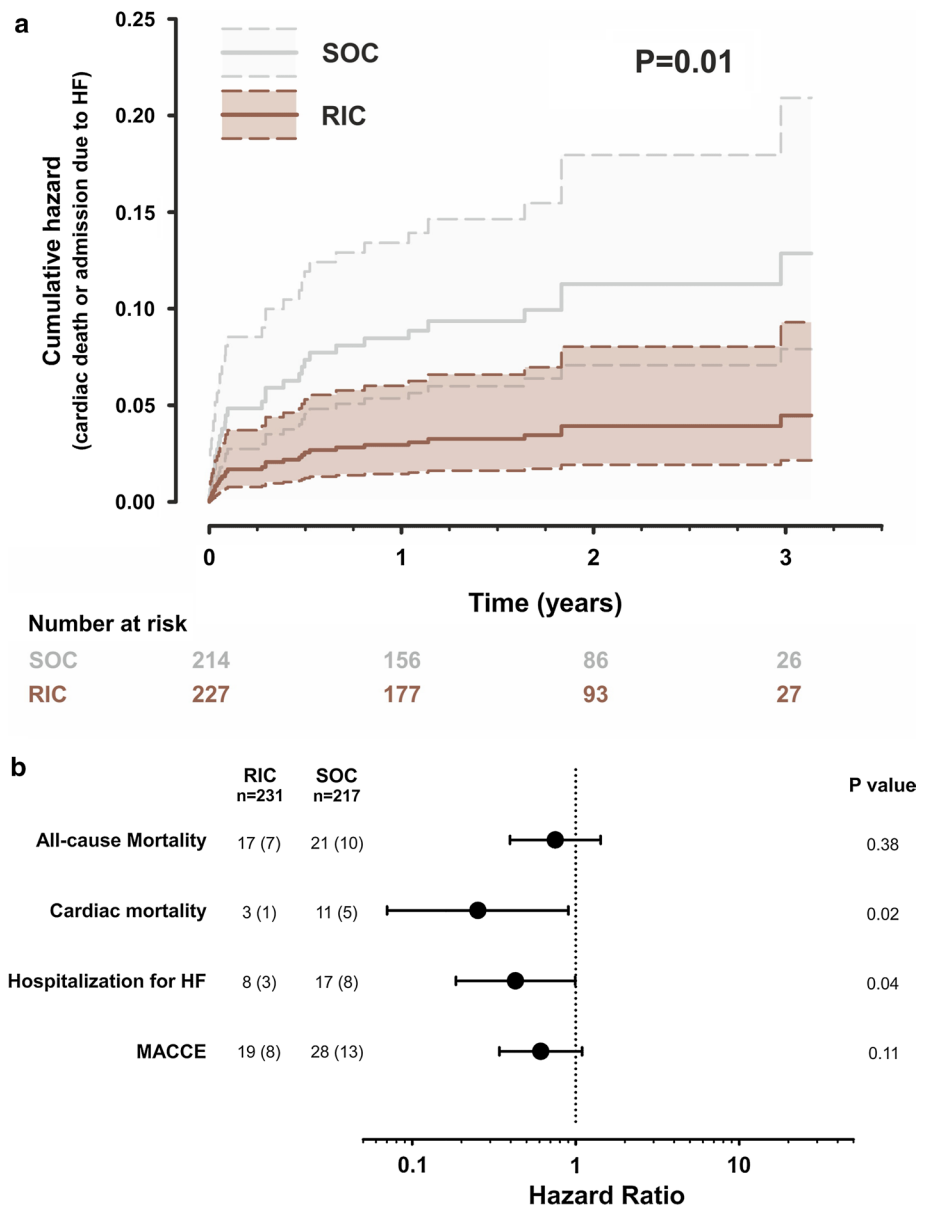 a
0.25
0.20
0.15
0.10
0.05
0.00
Cumulative hazard
(cardiac death or admission due to HF)
SOC
RIC
P=0.01
0 1 2 3
Time (years)
Number at risk
SOC 214 156 86 26
RIC 227 177 93 27
b
RIC SOC
n=231 n=217
P value
All-cause Mortality 17 (7) 21 (10) 0.38
Cardiac mortality 3 (1) 11 (5) 0.02
Hospitalization for HF 8 (3) 17 (8) 0.04
MACCE 19 (8) 28 (13) 0.11
0.1 1 10
Hazard Ratio